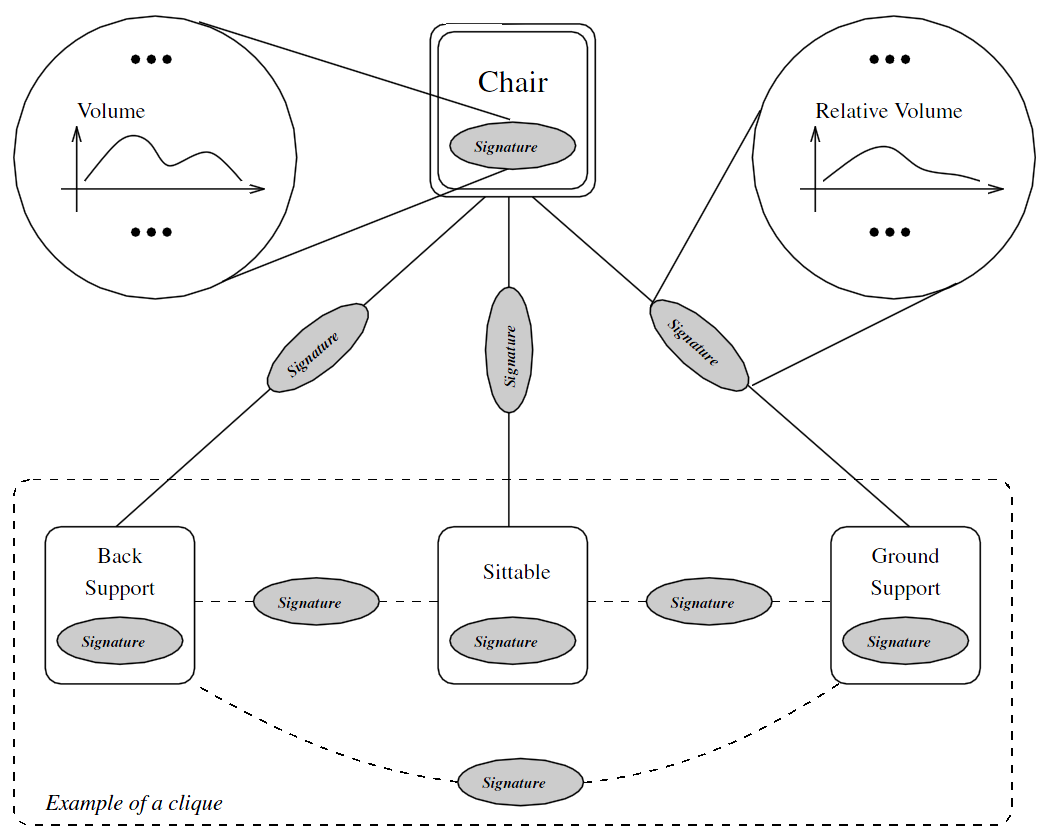 Chair
Signature
Volume
Relative Volume
Signature
Signature
Signature
Back
Support
Signature
Signature
Sittable
Signature
Signature
Ground
Support
Signature
Signature
Example of a clique